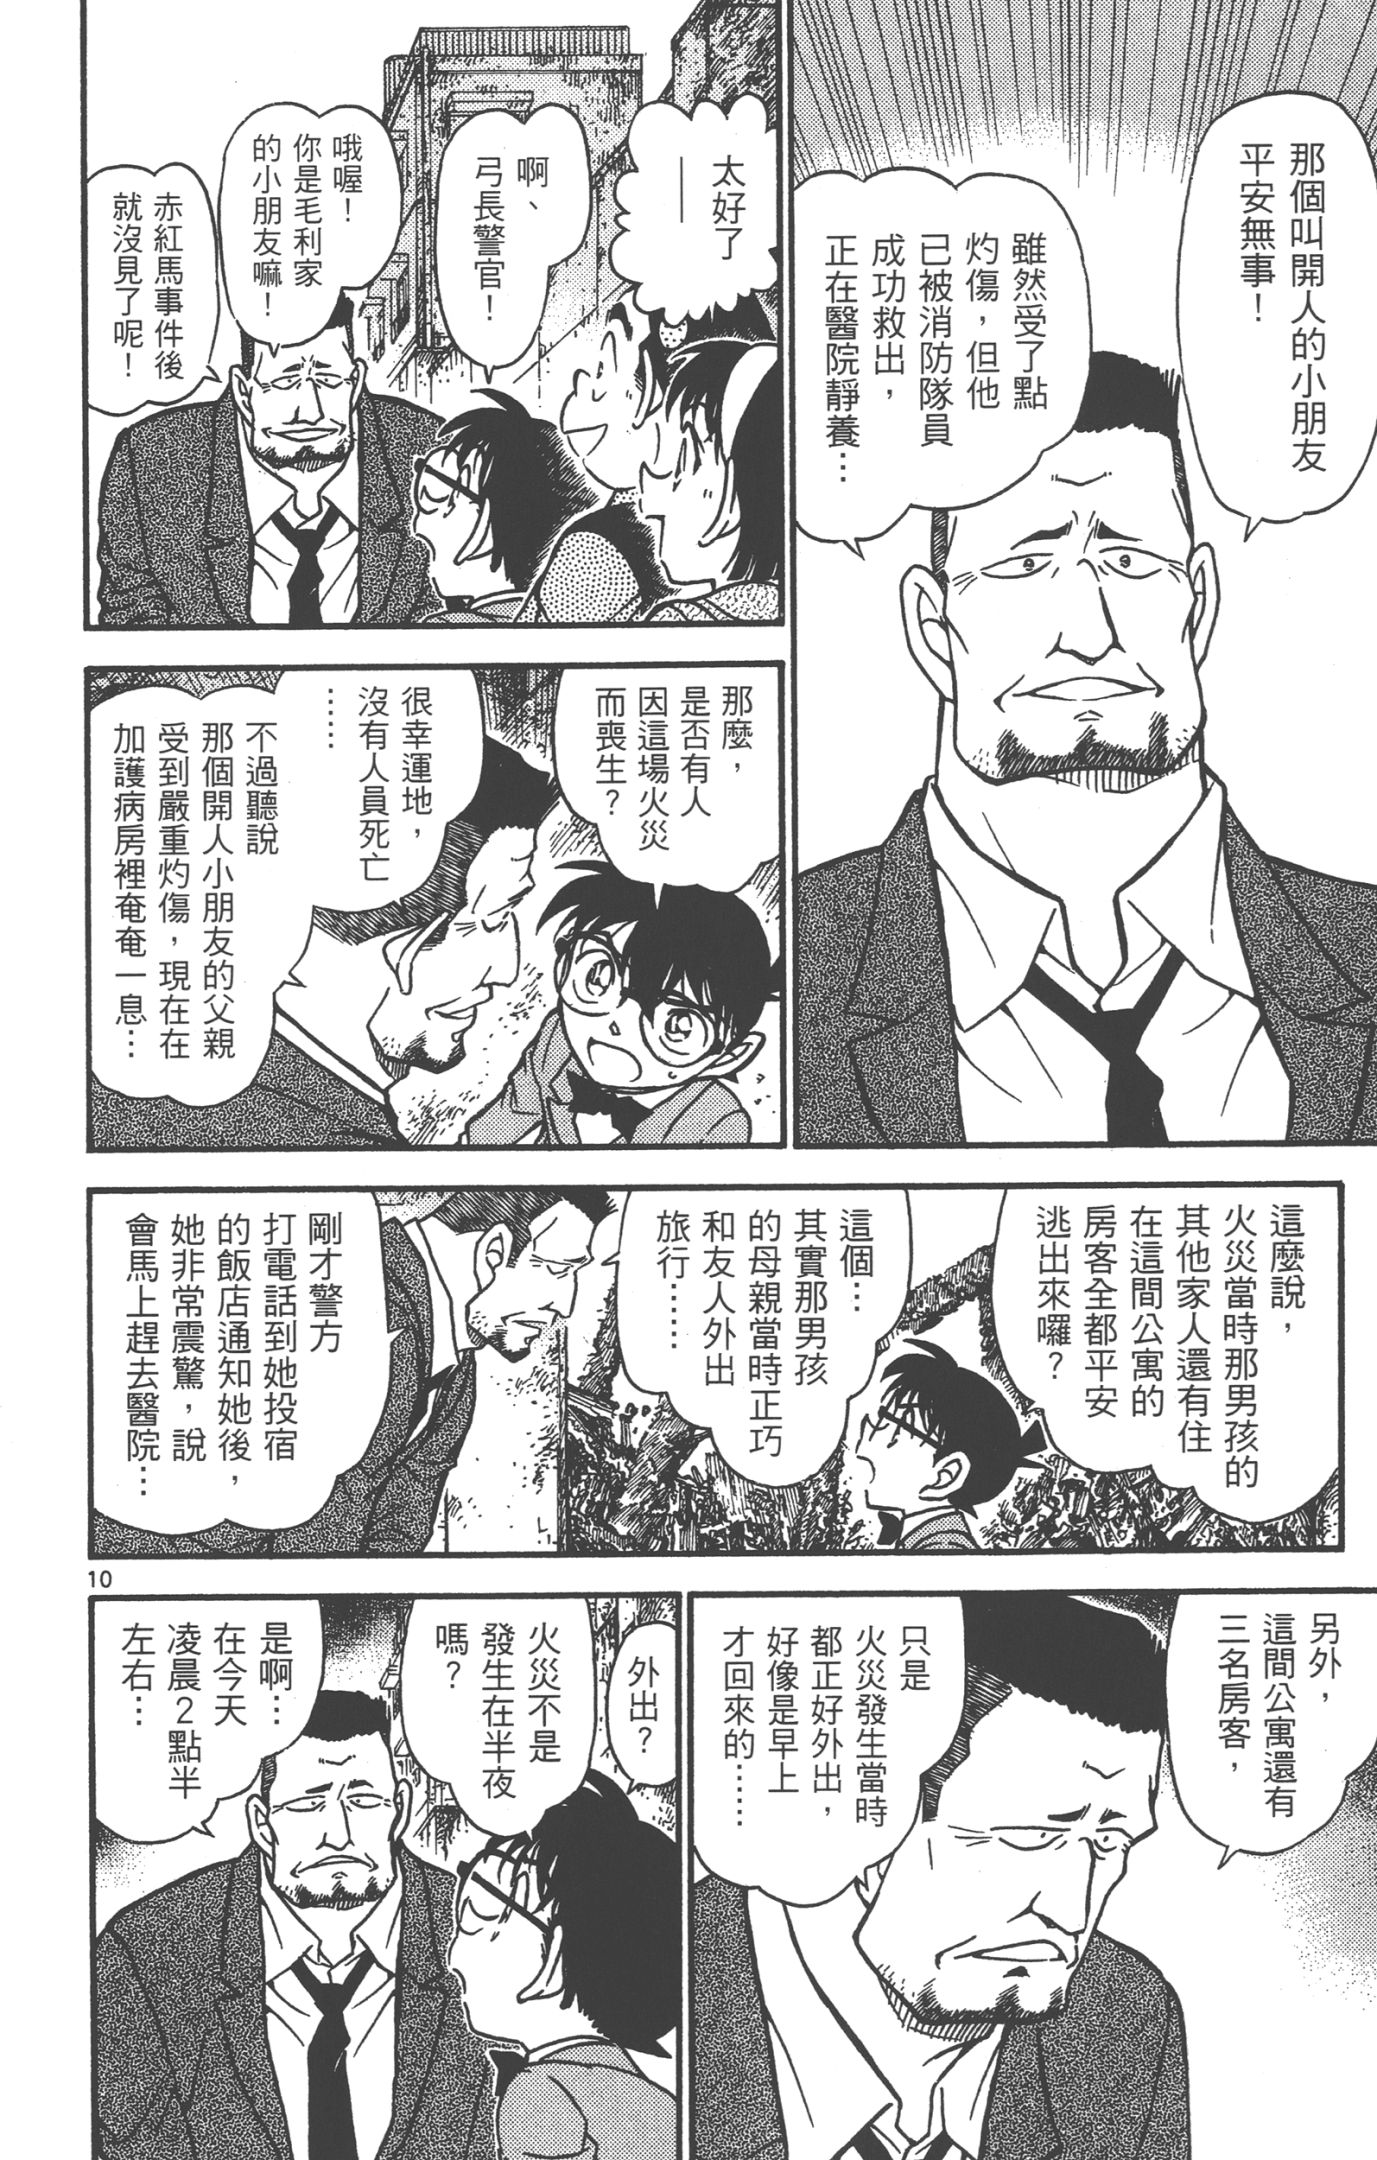 那個叫開人的小朋友
平安無事！
雖然受了點
灼傷，但他
已被消防隊員
成功救出，
正在醫院靜養…
太好了
——
啊、
弓長警官！
哦喔！
你是毛利家
的小朋友嘛！
赤紅馬事件後
就沒見了呢！
那麼，
是否有人
因這場火災
而喪生？
很幸運地，
沒有人員死亡
……
不過聽說
那個開人小朋友的父親
受到嚴重灼傷，現在在
加護病房裡奄奄一息…
這麼說，
火災當時那男孩的
其他家人還有住
在這間公寓的
房客全都平安
逃出來囉？
這個…
其實那男孩
的母親當時正巧
和友人外出
旅行……
剛才警方
打電話到她投宿
的飯店通知她後，
她非常震驚，說
會馬上趕去醫院…
10
另外，
這間公寓還有
三名房客，
只是
火災發生當時
都正好外出，
好像是早上
才回來的……
外出？
火災不是
發生在半夜
嗎？
是啊…
在今天
凌晨2點半
左右…